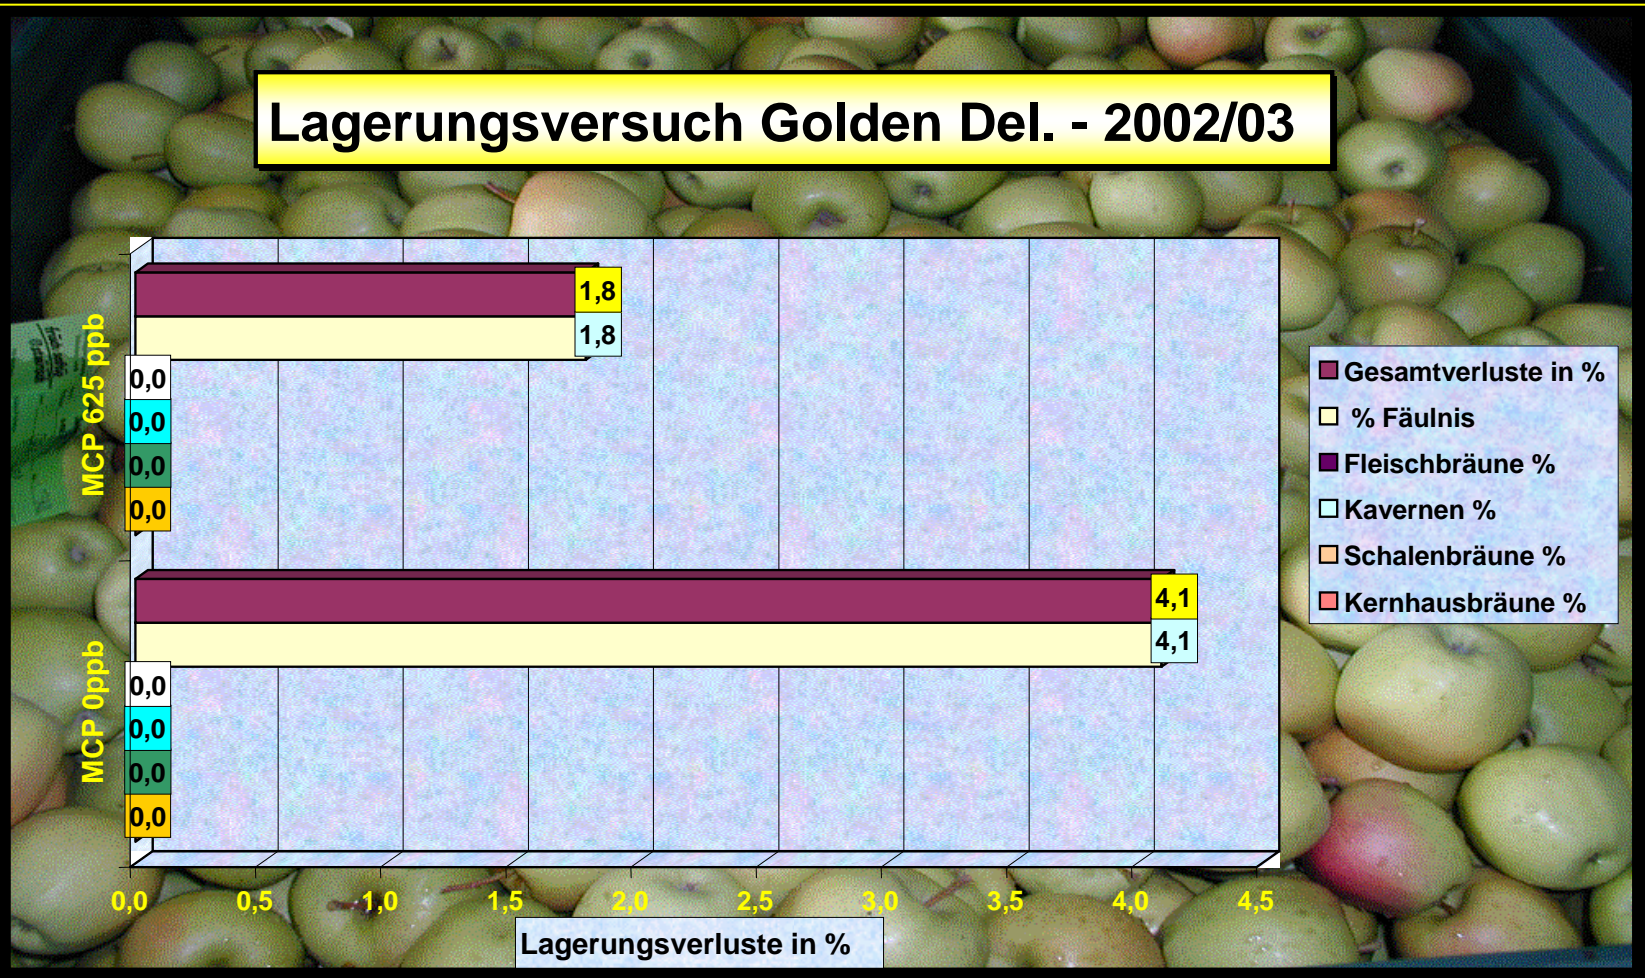 Lagerungsversuch Golden Del. - 2002/03
MCP 625 ppb
1,8
1,8
0,0
0,0
0,0
0,0
MCP 0ppb
4,1
4,1
0,0
0,0
0,0
0,0
0,0 0,5 1,0 1,5 2,0 2,5 3,0 3,5 4,0 4,5
Lagerungsverluste in %
Gesamtverluste in %
% Fäulnis
Fleischbräune %
Kavernen %
Schalenbräune %
Kernhausbräune %